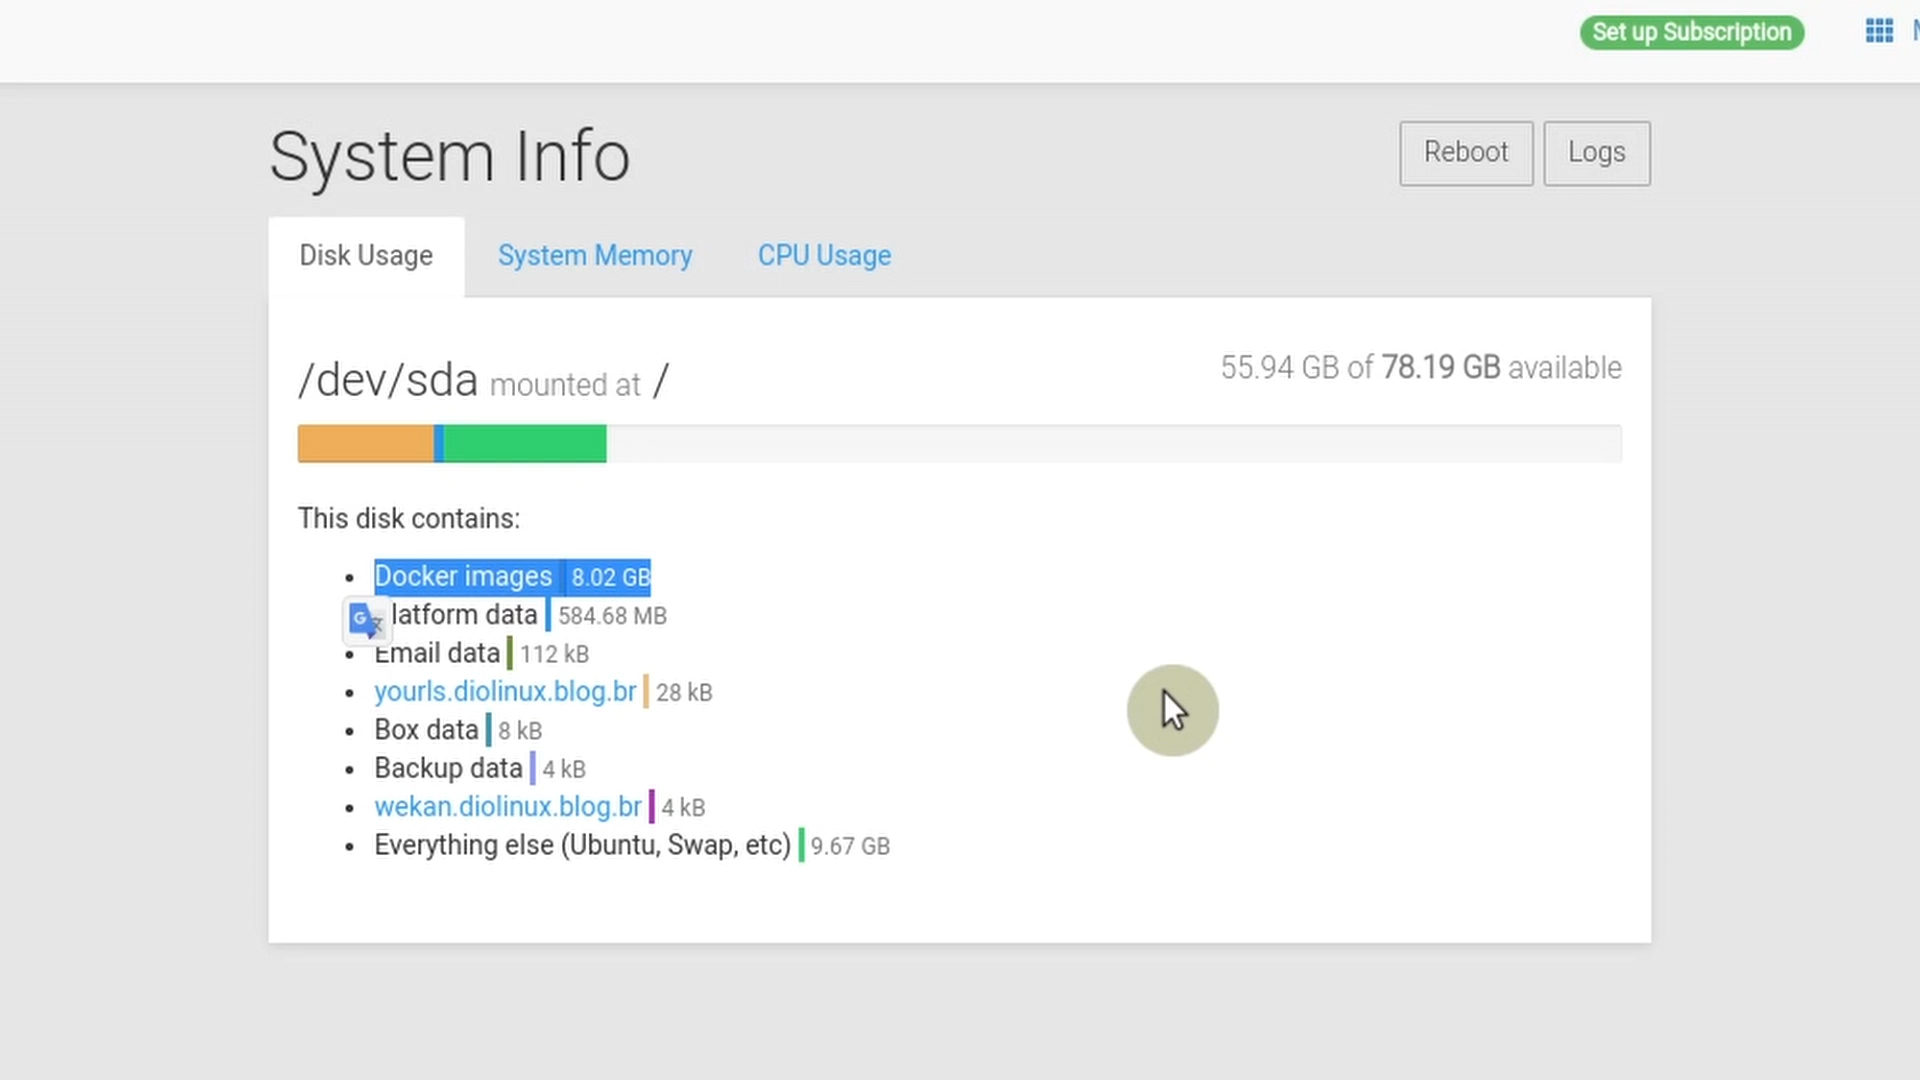 Set up Subscription
System Info
Reboot
Logs
Disk Usage
System Memory
CPU Usage
/dev/sda mounted at /
55.94 GB of 78.19 GB available
This disk contains:
Docker images 8.02 GB
latform data 584.68 MB
Email data 112 kB
yourls.diolinux.blog.br 28 kB
Box data 8 kB
Backup data 4 kB
wekan.diolinux.blog.br 4 kB
Everything else (Ubuntu, Swap, etc) 9.67 GB